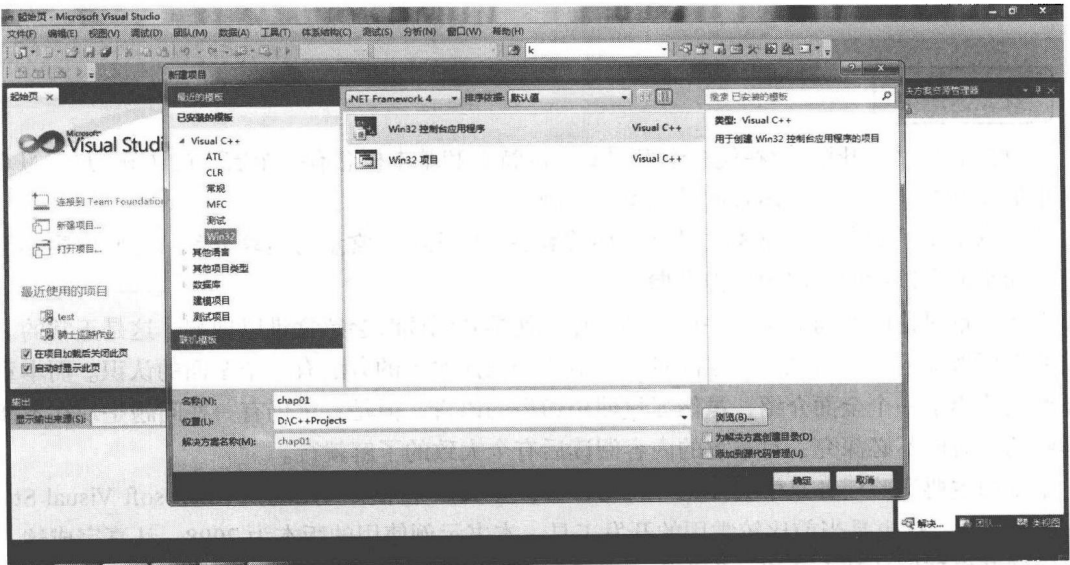 起始页 - Microsoft Visual Studio
文件(F) 编辑(E) 视图(V) 调试(D) 团队(M) 数据(A) 工具(T) 体系结构(C) 测试(S) 分析(N) 窗口(W) 帮助(H)
k
起始页
Microsoft
Visual Studi
连接到 Team Foundation
新建项目...
打开项目...
最近使用的项目
test
骑士巡游作业
在项目加载后关闭此页
启动时显示此页
输出
显示输出来源(S):
新建项目
最近的模板
已安装的模板
Visual C++
ATL
CLR
常规
MFC
测试
Win32
其他语言
其他项目类型
数据库
建模项目
测试项目
联机模板
.NET Framework 4 排序依据: 默认值
Win32 控制台应用程序 Visual C++
Win32 项目 Visual C++
搜索 已安装的模板
类型: Visual C++
用于创建 Win32 控制台应用程序的项目
名称(N): chap01
位置(L): D:\C++Projects
解决方案名称(M): chap01
浏览(B)...
为解决方案创建目录(D)
添加到源代码管理(U)
确定 取消
决方案资源管理器
解决... 团队... 类视图